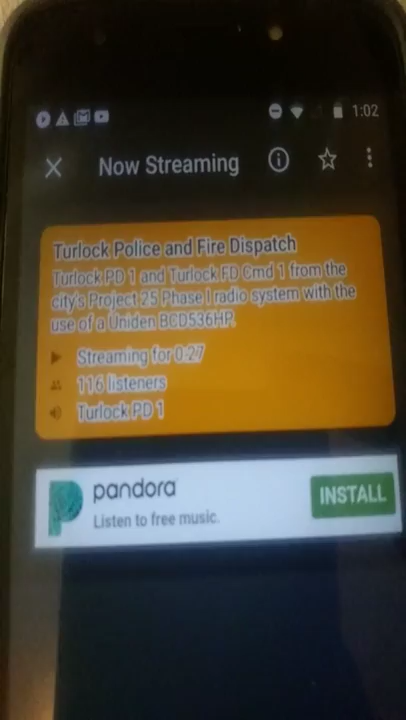 1:02
Now Streaming
Turlock Police and Fire Dispatch
Turlock PD 1 and Turlock FD Cmd 1 from the
city's Project 25 Phase I radio system with the
use of a Uniden BCD536HP.
Streaming for 0:27
116 listeners
Turlock PD 1
pandora
Listen to free music.
INSTALL